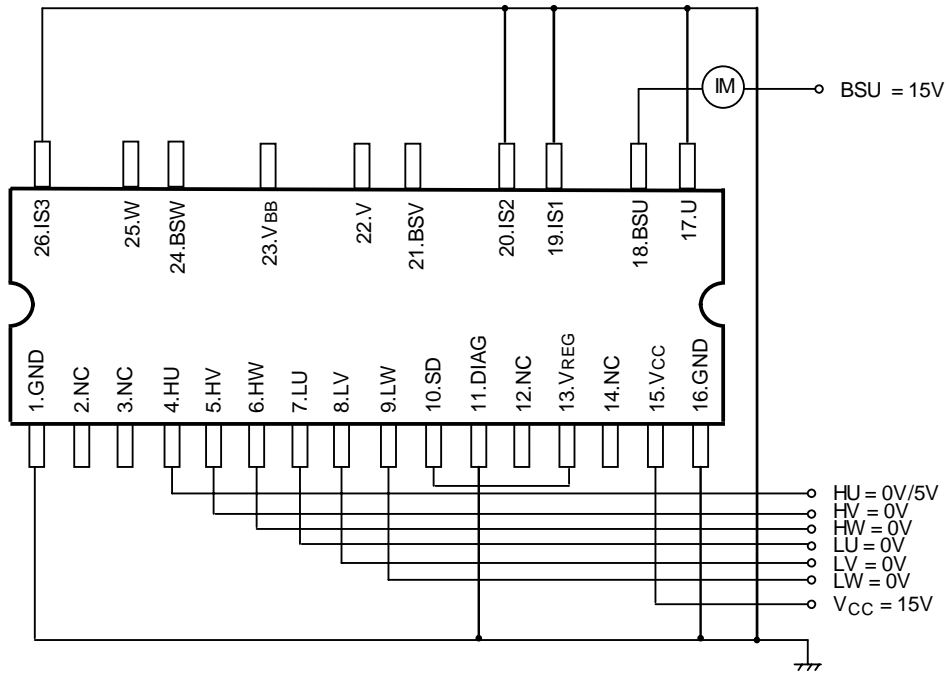 IM
BSU = 15V
26.IS3
25.W
24.BSW
23.VBB
22.V
21.BSV
20.IS2
19.IS1
18.BSU
17.U
1.GND
2.NC
3.NC
4.HU
5.HV
6.HW
7.LU
8.LV
9.LW
10.SD
11.DIAG
12.NC
13.VREG
14.NC
15.VCC
16.GND
HU = 0V/5V
HV = 0V
HW = 0V
LU = 0V
LV = 0V
LW = 0V
VCC = 15V